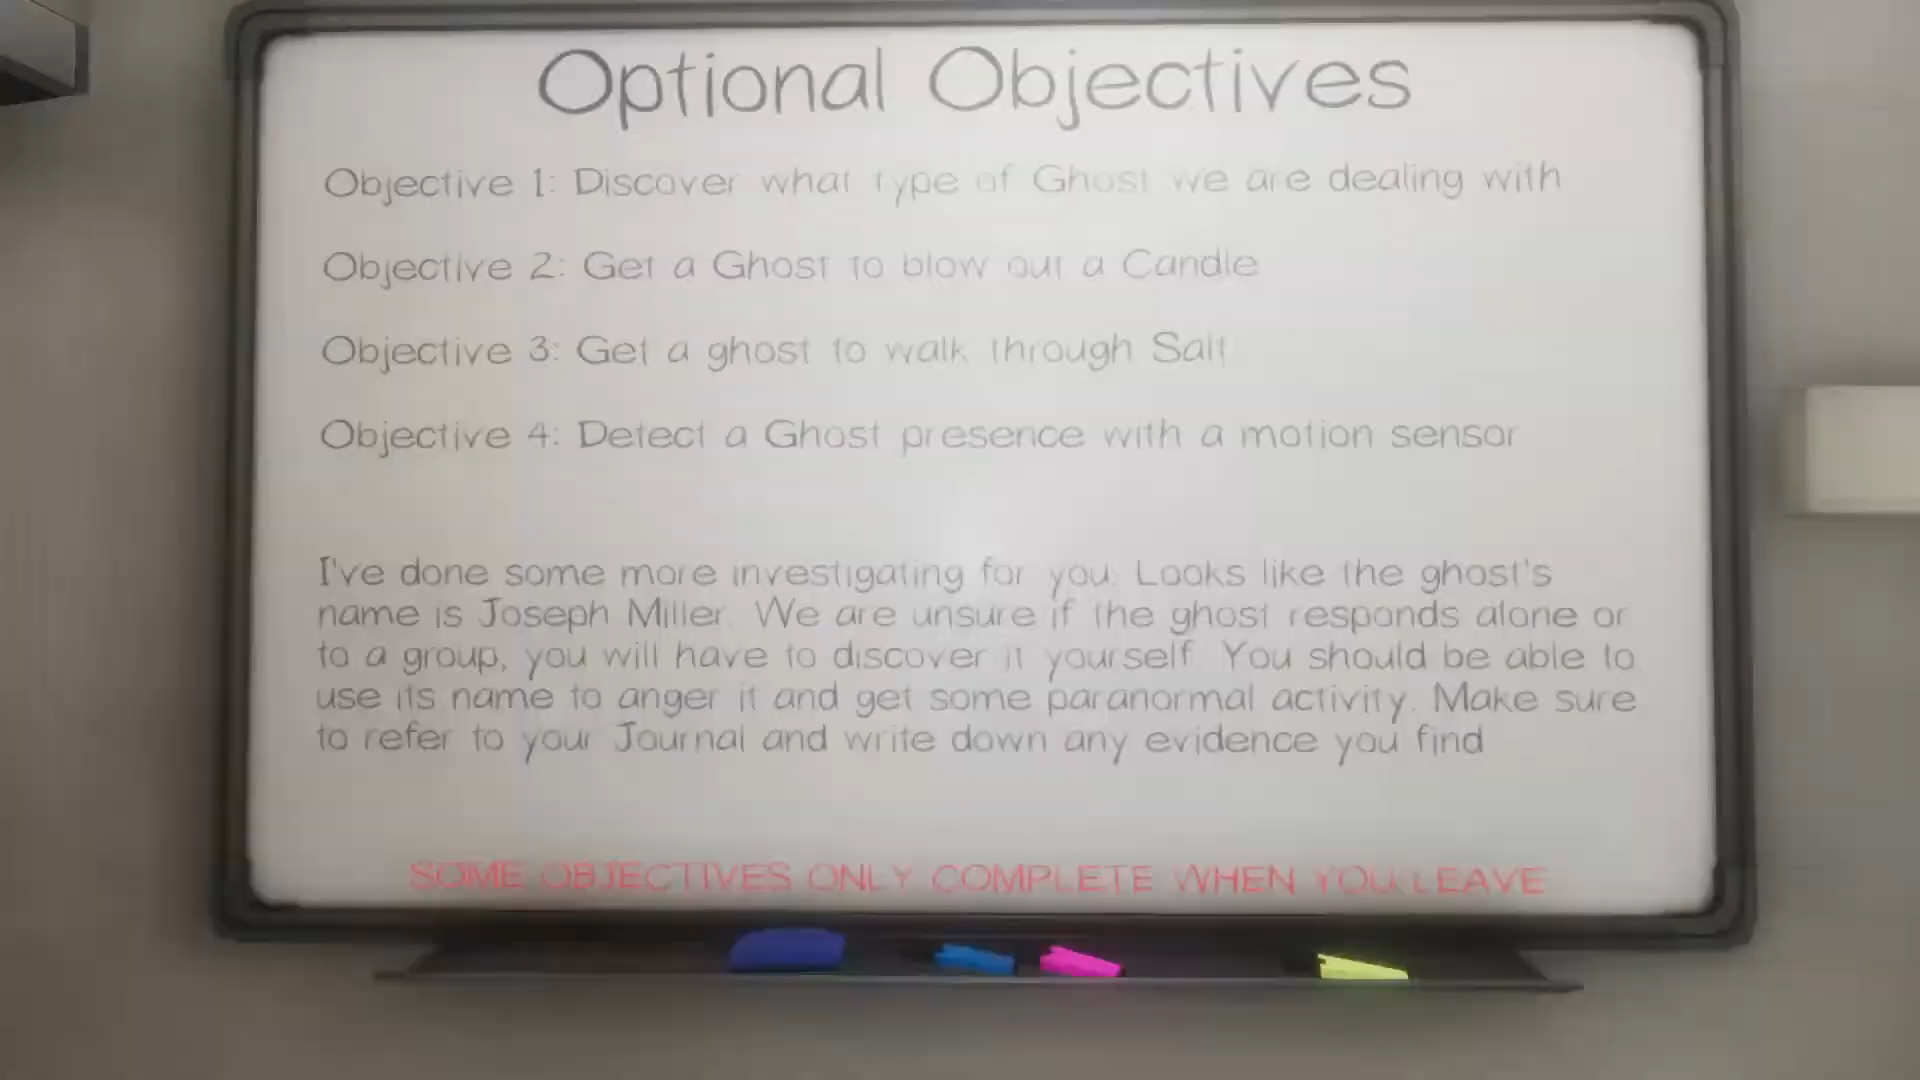 Optional Objectives
Objective 1: Discover what type of Ghost we are dealing with
Objective 2: Get a Ghost to blow out a Candle
Objective 3: Get a ghost to walk through Salt
Objective 4: Detect a Ghost presence with a motion sensor
I've done some more investigating for you. Looks like the ghost's
name is Joseph Miller. We are unsure if the ghost responds alone or
to a group, you will have to discover it yourself. You should be able to
use its name to anger it and get some paranormal activity. Make sure
to refer to your Journal and write down any evidence you find
SOME OBJECTIVES ONLY COMPLETE WHEN YOU LEAVE